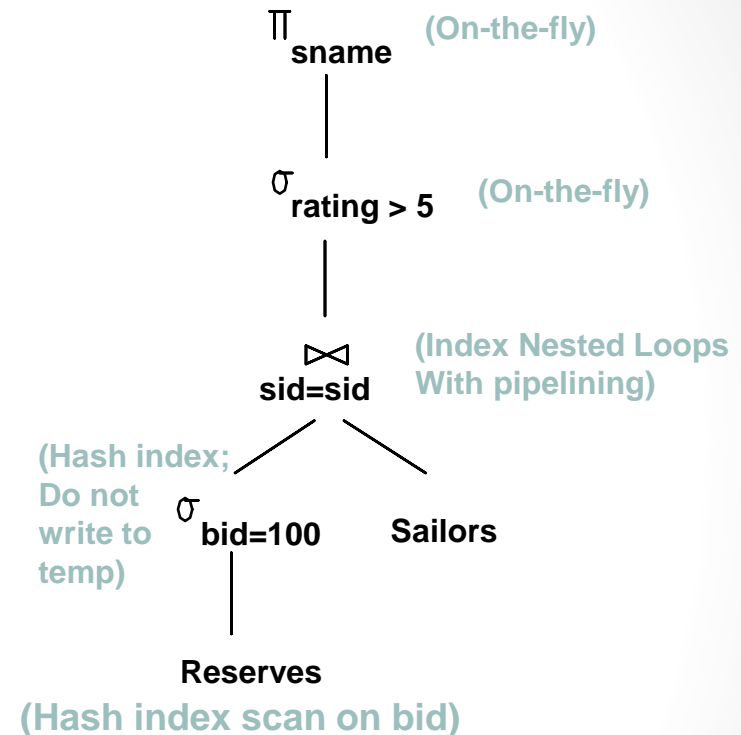 π sname (On-the-fly)
σ rating > 5 (On-the-fly)
⋈ (Index Nested Loops
sid=sid With pipelining)
(Hash index;
Do not
write to
temp)
σ bid=100
Sailors
Reserves
(Hash index scan on bid)